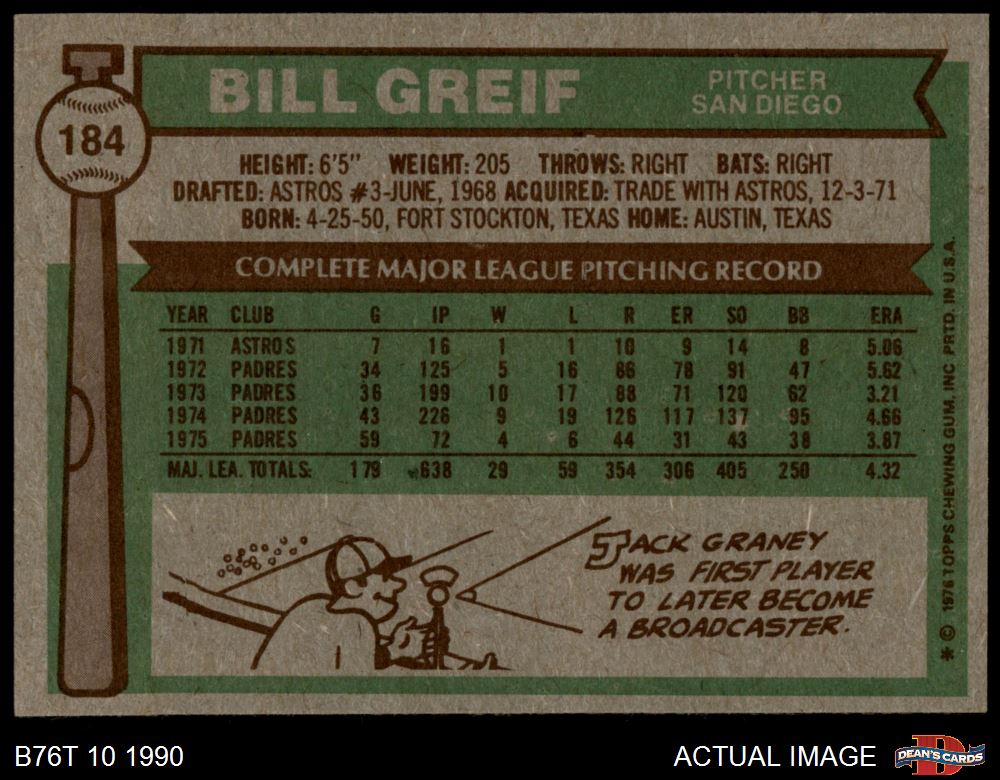 BILL GREIF
PITCHER
SAN DIEGO
184
HEIGHT: 6'5" WEIGHT: 205 THROWS: RIGHT BATS: RIGHT
DRAFTED: ASTROS #3-JUNE, 1968 ACQUIRED: TRADE WITH ASTROS, 12-3-71
BORN: 4-25-50, FORT STOCKTON, TEXAS HOME: AUSTIN, TEXAS
COMPLETE MAJOR LEAGUE PITCHING RECORD
YEAR CLUB G IP W L R ER SO BB ERA
1971 ASTROS 7 16 1 1 10 9 14 8 5.06
1972 PADRES 34 125 5 16 86 78 91 47 5.62
1973 PADRES 36 199 10 17 88 71 120 62 3.21
1974 PADRES 43 226 9 19 126 117 137 95 4.66
1975 PADRES 59 72 4 6 44 31 43 38 3.87
MAJ. LEA. TOTALS: 179 638 29 59 354 306 405 250 4.32
JACK GRANEY
WAS FIRST PLAYER
TO LATER BECOME
A BROADCASTER.
* © 1976 TOPPS CHEWING GUM, INC PRTD. IN U.S.A.
B76T 10 1990
ACTUAL IMAGE
D
DEAN'S CARDS